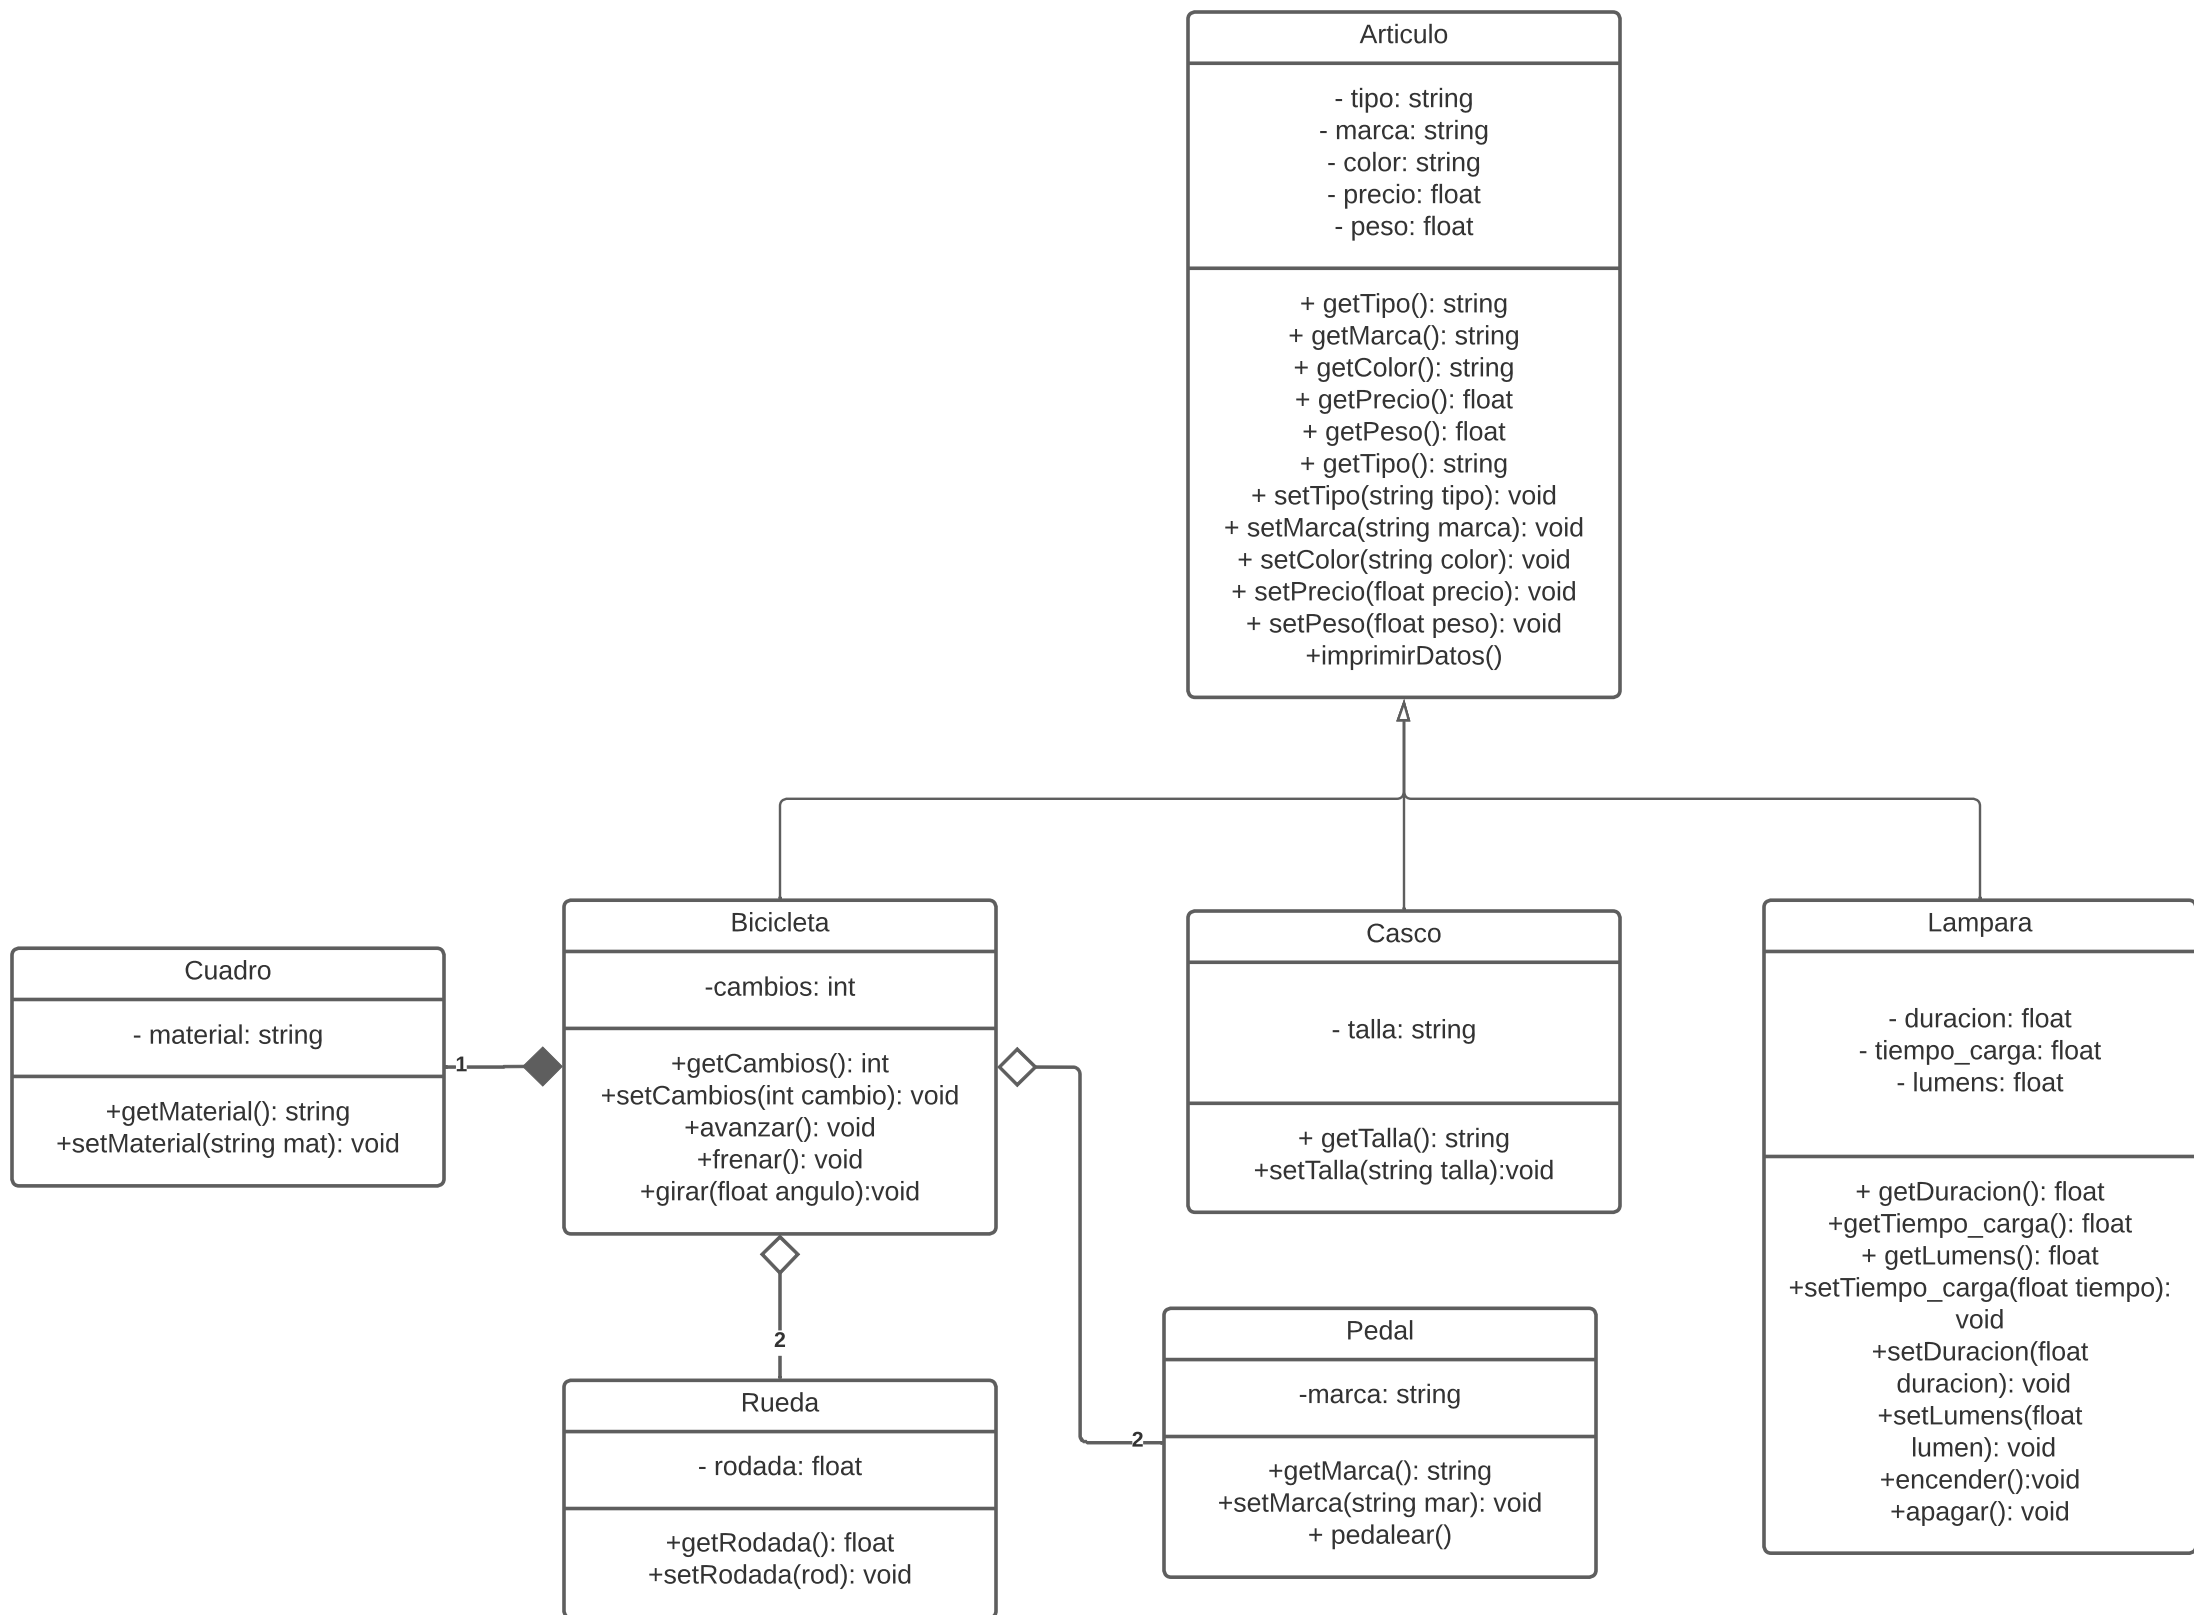 Articulo
- tipo: string
- marca: string
- color: string
- precio: float
- peso: float
+ getTipo(): string
+ getMarca(): string
+ getColor(): string
+ getPrecio(): float
+ getPeso(): float
+ getTipo(): string
+ setTipo(string tipo): void
+ setMarca(string marca): void
+ setColor(string color): void
+ setPrecio(float precio): void
+ setPeso(float peso): void
+imprimirDatos()
Cuadro
- material: string
+getMaterial(): string
+setMaterial(string mat): void
1
Bicicleta
-cambios: int
+getCambios(): int
+setCambios(int cambio): void
+avanzar(): void
+frenar(): void
+girar(float angulo):void
Casco
- talla: string
+ getTalla(): string
+setTalla(string talla):void
Lampara
- duracion: float
- tiempo_carga: float
- lumens: float
+ getDuracion(): float
+getTiempo_carga(): float
+ getLumens(): float
+setTiempo_carga(float tiempo):
void
+setDuracion(float
duracion): void
+setLumens(float
lumen): void
+encender():void
+apagar(): void
2
Rueda
- rodada: float
+getRodada(): float
+setRodada(rod): void
2
Pedal
-marca: string
+getMarca(): string
+setMarca(string mar): void
+ pedalear()